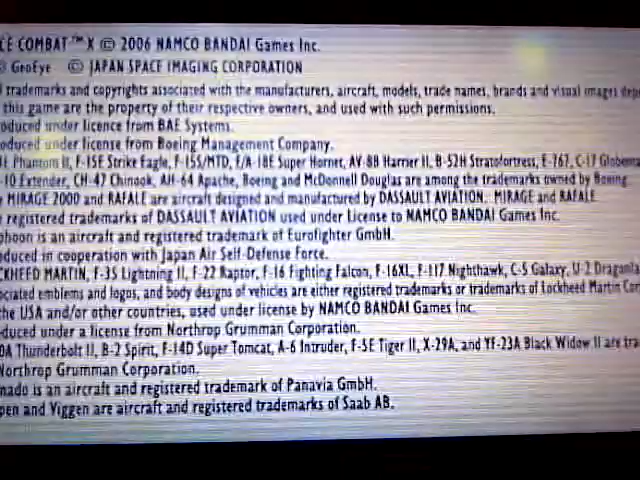 CE COMBAT™ X © 2006 NAMCO BANDAI Games Inc.
© GeoEye © JAPAN SPACE IMAGING CORPORATION
l trademarks and copyrights associated with the manufacturers, aircraft, models, trade names, brands and visual images depi
this game are the property of their respective owners, and used with such permissions.
oduced under licence from BAE Systems.
oduced under license from Boeing Management Company.
Phantom II, F-15E Strike Eagle, F-15S/MTD, F/A-18E Super Hornet, AV-8B Harrier II, B-52H Stratofortress, E-767, C-17 Globema
-10 Extender, CH-47 Chinook, AH-64 Apache, Boeing and McDonnell Douglas are among the trademarks owned by Boeing
MIRAGE 2000 and RAFALE are aircraft designed and manufactured by DASSAULT AVIATION. MIRAGE and RAFALE
registered trademarks of DASSAULT AVIATION used under License to NAMCO BANDAI Games Inc.
phoon is an aircraft and registered trademark of Eurofighter GmbH.
duced in cooperation with Japan Air Self-Defense Force.
CKHEED MARTIN, F-35 Lightning II, F-22 Raptor, F-16 Fighting Falcon, F-16XL, F-117 Nighthawk, C-5 Galaxy, U-2 Dragonla
ociated emblems and logos, and body designs of vehicles are either registered trademarks or trademarks of Lockheed Martin Cor
the USA and/or other countries, used under license by NAMCO BANDAI Games Inc.
duced under a license from Northrop Grumman Corporation.
0A Thunderbolt II, B-2 Spirit, F-14D Super Tomcat, A-6 Intruder, F-5E Tiger II, X-29A, and YF-23A Black Widow II are tra
Northrop Grumman Corporation.
nado is an aircraft and registered trademark of Panavia GmbH.
pen and Viggen are aircraft and registered trademarks of Saab AB.